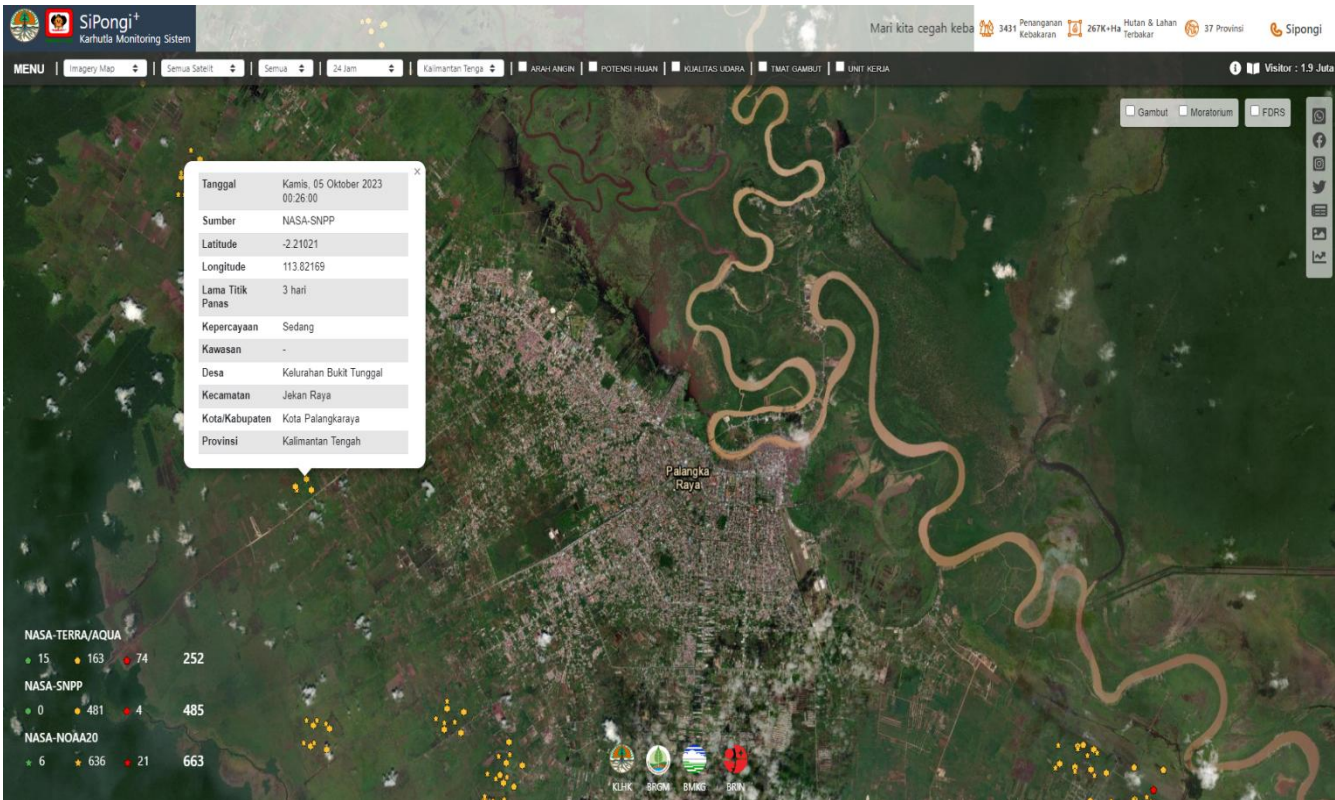 SiPongi+
Karhutla Monitoring Sistem
Mari kita cegah keba
3431 Penanganan Kebakaran
267K+Ha Hutan & Lahan Terbakar
37 Provinsi
Sipongi
MENU | Imagery Map | Semua Satelit | Semua | 24 Jam | Kalimantan Tenga | ARAH ANGIN | POTENSI HUJAN | KUALITAS UDARA | TMAT GAMBUT | UNIT KERJA
Visitor : 1.9 Juta
Gambut Moratorium FDRS
×
Tanggal Kamis, 05 Oktober 2023
00:26:00
Sumber NASA-SNPP
Latitude -2.21021
Longitude 113.82169
Lama Titik Panas 3 hari
Kepercayaan Sedang
Kawasan -
Desa Kelurahan Bukit Tunggal
Kecamatan Jekan Raya
Kota/Kabupaten Kota Palangkaraya
Provinsi Kalimantan Tengah
Palangka
Raya
NASA-TERRA/AQUA
15 163 74 252
NASA-SNPP
0 481 4 485
NASA-NOAA20
6 636 21 663
KLHK BRGM BMKG BRIN